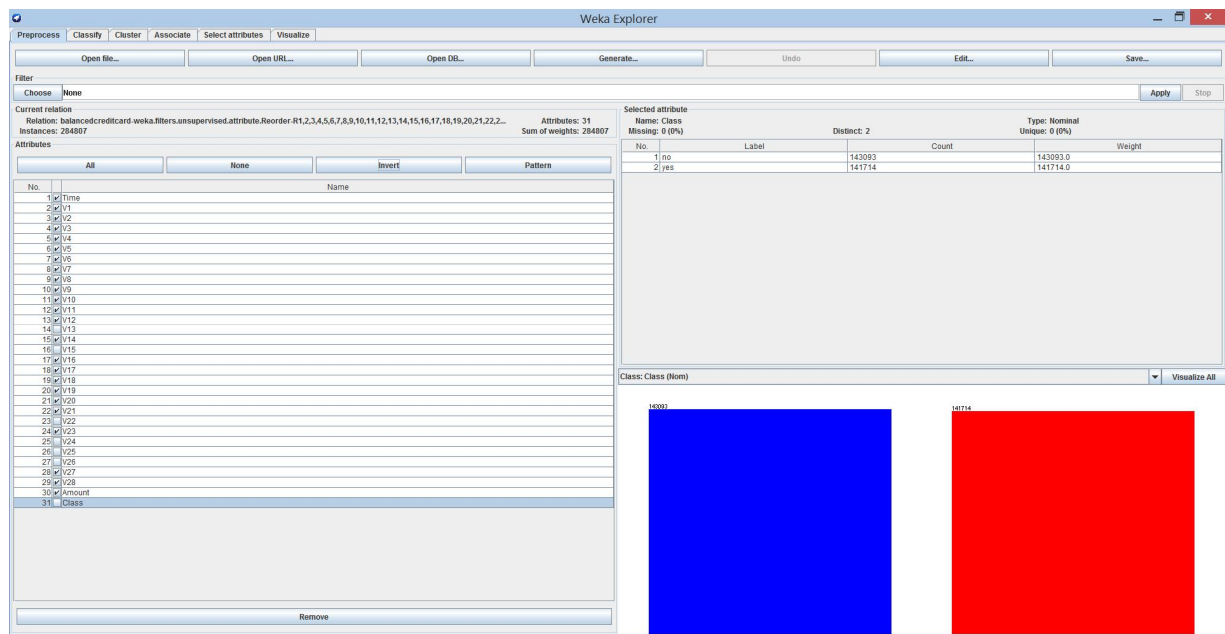 Weka Explorer
Preprocess Classify Cluster Associate Select attributes Visualize
Open file... Open URL... Open DB... Generate... Undo Edit... Save...
Filter
Choose None Apply Stop
Current relation
Relation: balancedcreditcard-weka.filters.unsupervised.attribute.Reorder-R1,2,3,4,5,6,7,8,9,10,11,12,13,14,15,16,17,18,19,20,21,22,2... Attributes: 31
Instances: 284807 Sum of weights: 284807
Attributes
All None Invert Pattern
No. Name
1 Time
2 V1
3 V2
4 V3
5 V4
6 V5
7 V6
8 V7
9 V8
10 V9
11 V10
12 V11
13 V12
14 V13
15 V14
16 V15
17 V16
18 V17
19 V18
20 V19
21 V20
22 V21
23 V22
24 V23
25 V24
26 V25
27 V26
28 V27
29 V28
30 Amount
31 Class
Remove
Selected attribute
Name: Class Type: Nominal
Missing: 0 (0%) Distinct: 2 Unique: 0 (0%)
No. Label Count Weight
1 no 143093 143093.0
2 yes 141714 141714.0
Class: Class (Nom) Visualize All
143093 141714